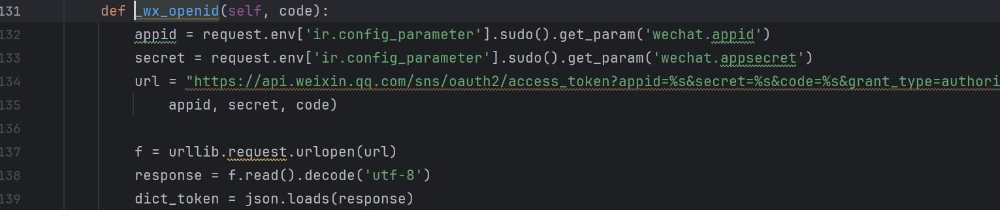 131 def _wx_openid(self, code):
132 appid = request.env['ir.config_parameter'].sudo().get_param('wechat.appid')
133 secret = request.env['ir.config_parameter'].sudo().get_param('wechat.appsecret')
134 url = "https://api.weixin.qq.com/sns/oauth2/access_token?appid=%s&secret=%s&code=%s&grant_type=authori
135 appid, secret, code)
136
137 f = urllib.request.urlopen(url)
138 response = f.read().decode('utf-8')
139 dict_token = json.loads(response)